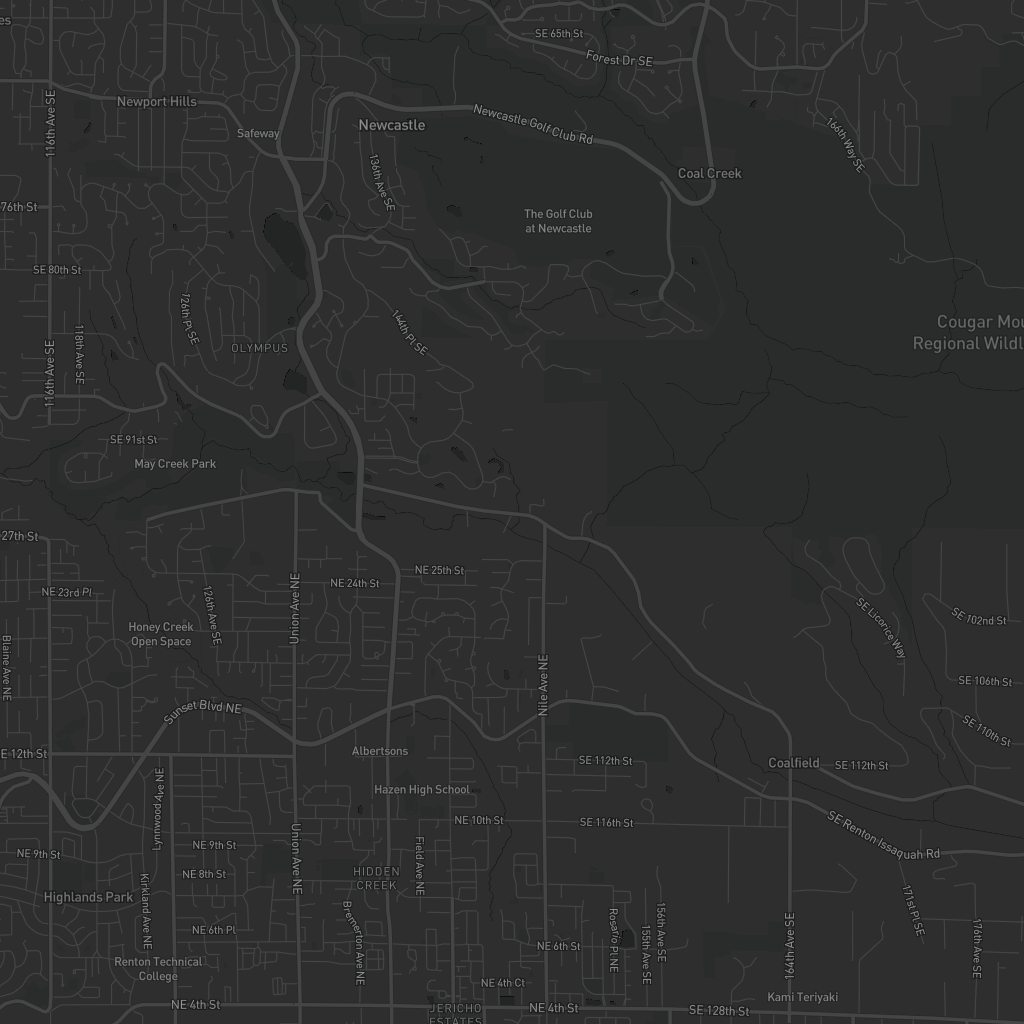 es
SE 65th St
Forest Dr SE
Newport Hills
116th Ave SE
Newcastle Golf Club Rd
Newcastle
Safeway
166th Way SE
136th Ave SE
Coal Creek
76th St
The Golf Club
at Newcastle
SE 80th St
126th Pl SE
144th Pl SE
Cougar Mou
Regional Wildl
118th Ave SE
116th Ave SE
OLYMPUS
SE 91st St
May Creek Park
27th St
NE 25th St
NE 24th St
NE 23rd Pl
126th Ave SE
Union Ave NE
SE Licorice Way
SE 102nd St
Honey Creek
Open Space
Blaine Ave NE
Nile Ave NE
SE 106th St
Sunset Blvd NE
SE 110th St
E 12th St
Albertsons
SE 112th St
Coalfield
SE 112th St
Hazen High School
Lynnwood Ave NE
NE 10th St
SE 116th St
SE Renton Issaquah Rd
NE 9th St
NE 9th St
Union Ave NE
Field Ave NE
NE 8th St
HIDDEN
CREEK
Highlands Park
Kirkland Ave NE
171st Pl SE
Bremerton Ave NE
NE 6th Pl
Rosario Pl NE
156th Ave SE
155th Ave SE
164th Ave SE
176th Ave SE
NE 6th St
Renton Technical
College
NE 4th Ct
Kami Teriyaki
NE 4th St
JERICHO
ESTATES
NE 4th St
SE 128th St